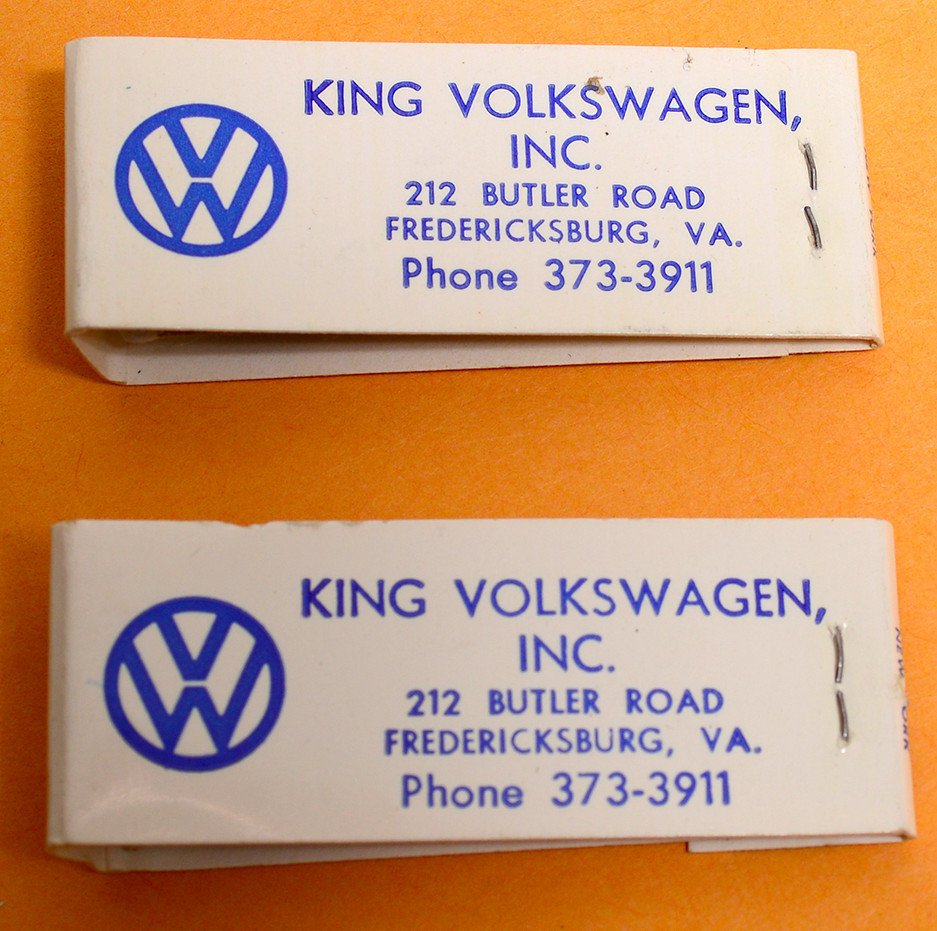 KING VOLKSWAGEN,
INC.
212 BUTLER ROAD
FREDERICKSBURG, VA.
Phone 373-3911
KING VOLKSWAGEN,
INC.
212 BUTLER ROAD
FREDERICKSBURG, VA.
Phone 373-3911